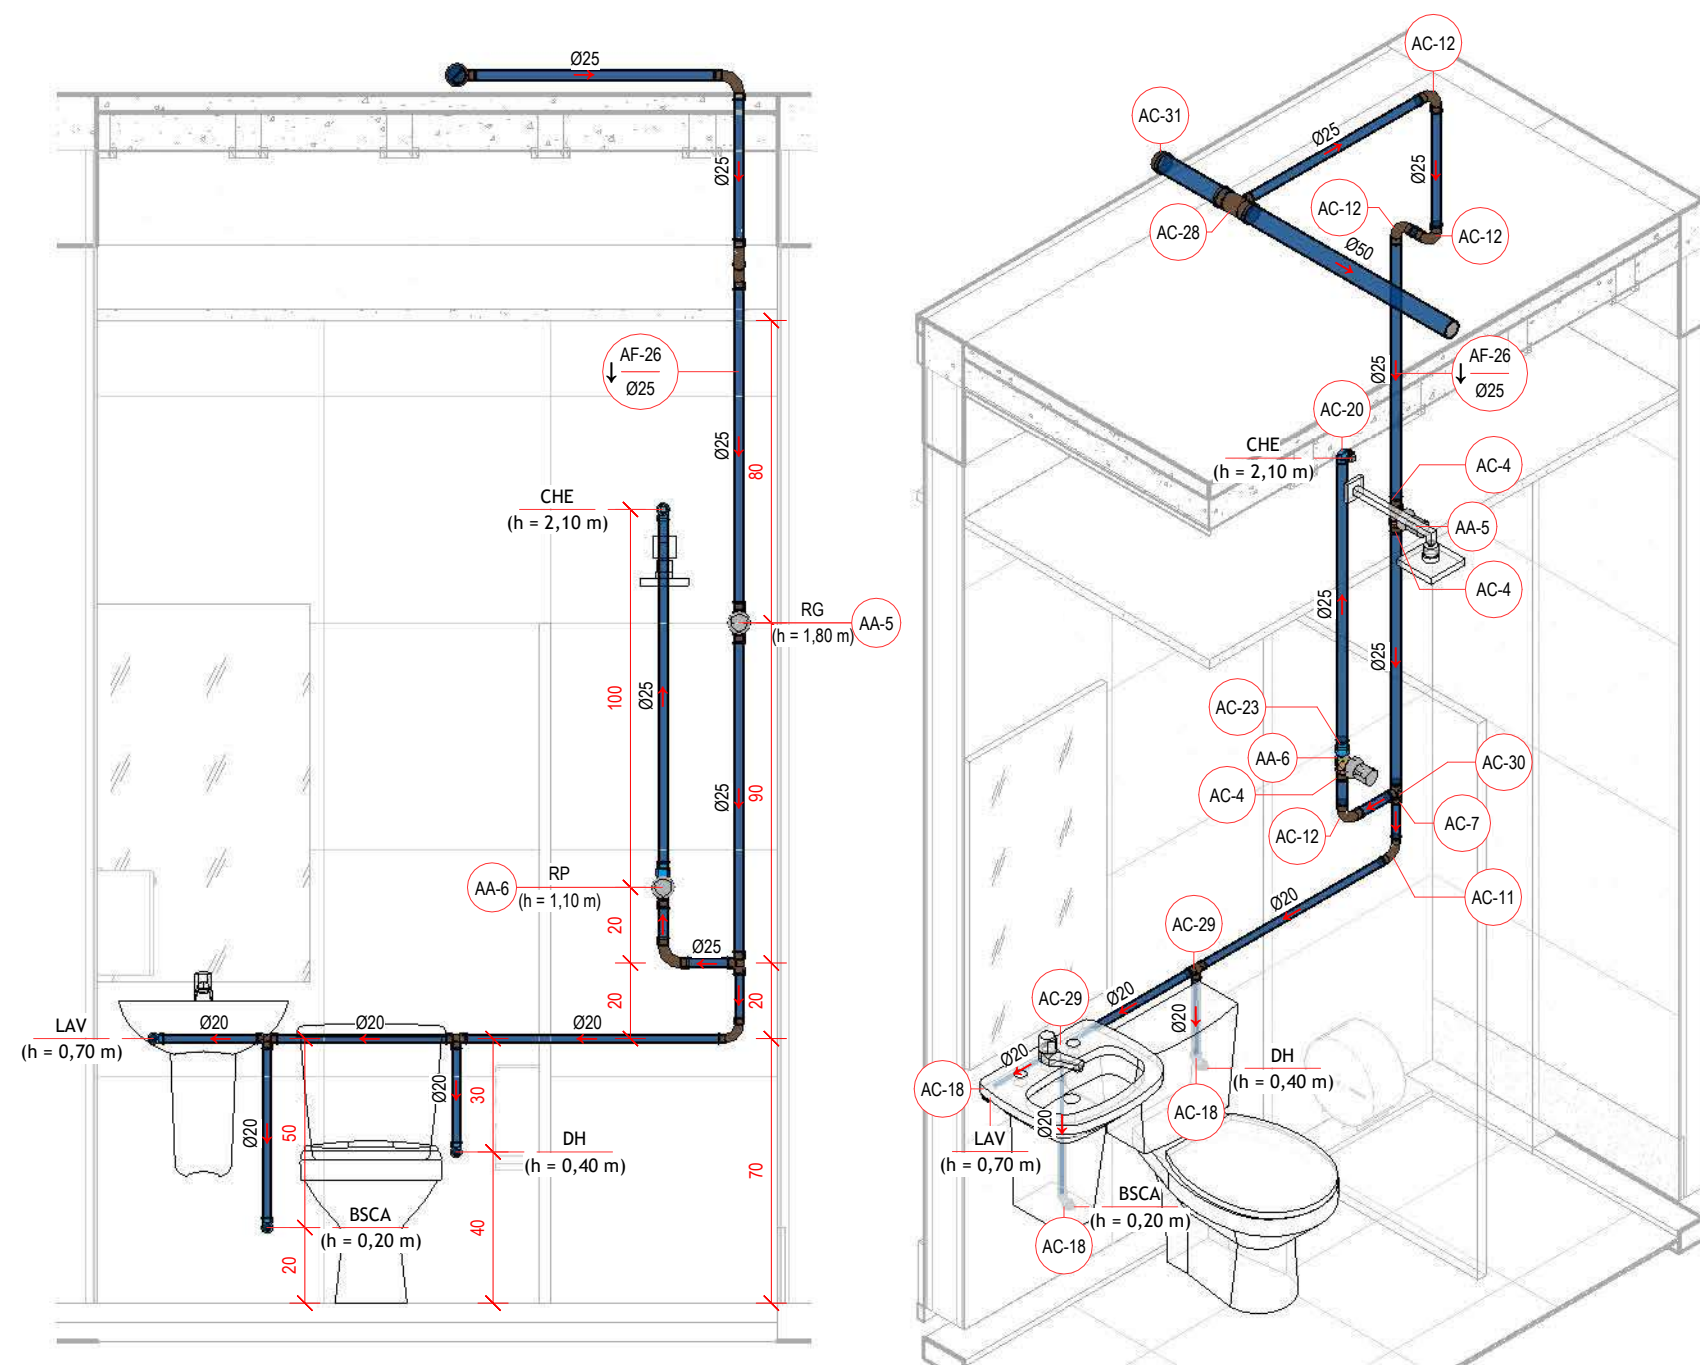 Ø25
Ø25
AF-26
Ø25
Ø25
80
CHE
(h = 2,10 m)
RG
(h = 1,80 m)
AA-5
100
Ø25
Ø25
90
AA-6
RP
(h = 1,10 m)
20
Ø25
20
20
LAV
(h = 0,70 m)
Ø20
Ø20
Ø20
Ø20
50
Ø20
30
DH
(h = 0,40 m)
BSCA
(h = 0,20 m)
20
40
70
AC-12
AC-31
Ø25
Ø25
AC-12
AC-28
AC-12
Ø50
Ø25
AF-26
Ø25
AC-20
CHE
(h = 2,10 m)
AC-4
AA-5
AC-4
Ø25
Ø25
AC-23
AA-6
AC-30
AC-4
AC-12
AC-7
AC-11
Ø20
AC-29
AC-29
Ø20
Ø20
Ø20
DH
(h = 0,40 m)
AC-18
AC-18
Ø20
LAV
(h = 0,70 m)
BSCA
(h = 0,20 m)
AC-18